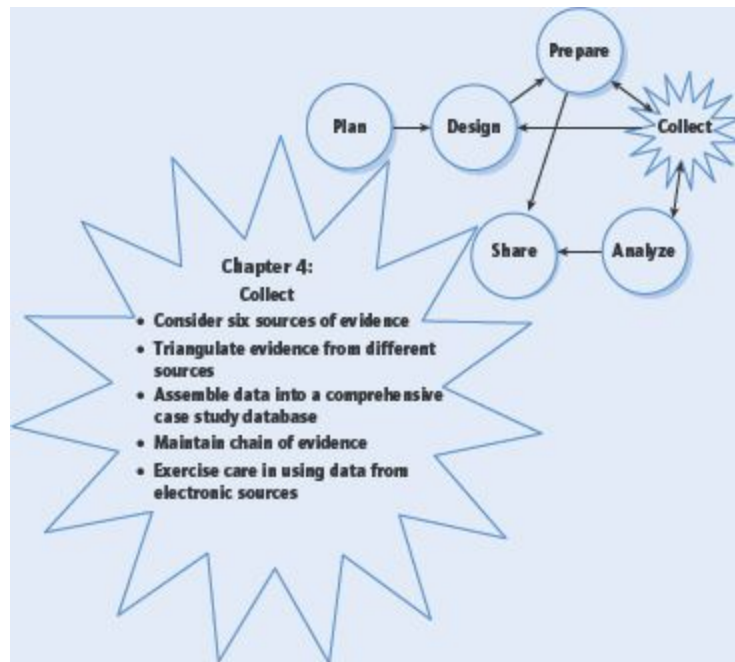 Prepare
Plan
Design
Collect
Share
Analyze
Chapter 4:
Collect
• Consider six sources of evidence
• Triangulate evidence from different
sources
• Assemble data into a comprehensive
case study database
• Maintain chain of evidence
• Exercise care in using data from
electronic sources